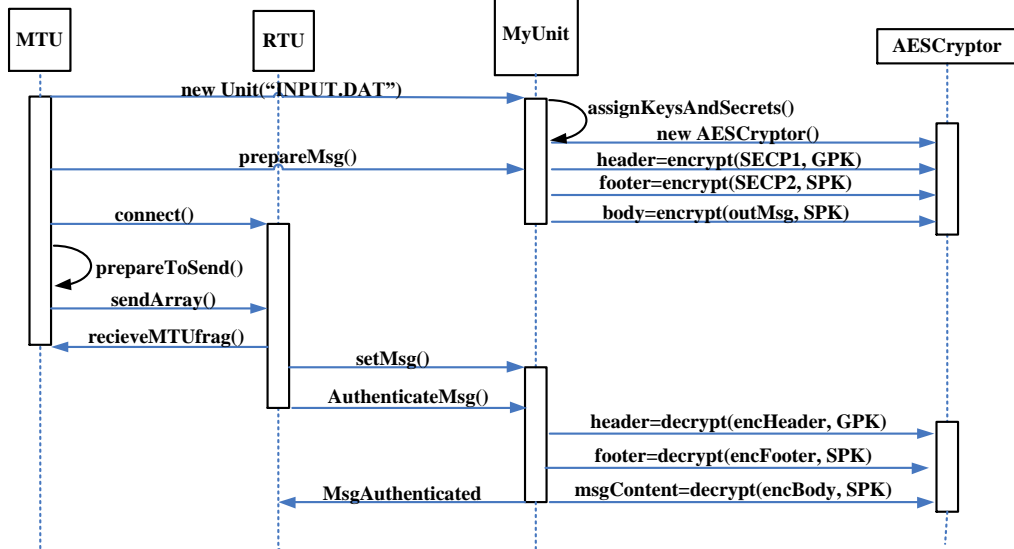 MTU
RTU
MyUnit
AESCryptor
new Unit(“INPUT.DAT”)
assignKeysAndSecrets()
new AESCryptor()
prepareMsg()
header=encrypt(SECP1, GPK)
footer=encrypt(SECP2, SPK)
connect()
body=encrypt(outMsg, SPK)
prepareToSend()
sendArray()
recieveMTUfrag()
setMsg()
AuthenticateMsg()
header=decrypt(encHeader, GPK)
footer=decrypt(encFooter, SPK)
MsgAuthenticated
msgContent=decrypt(encBody, SPK)